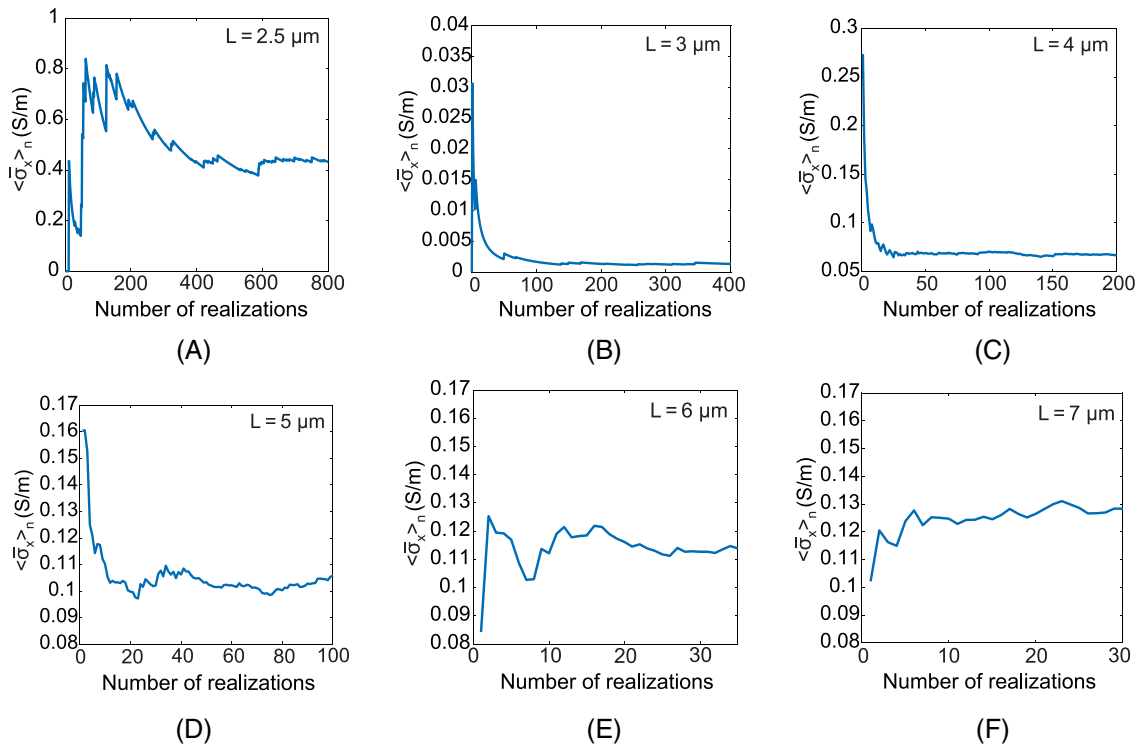 L = 2.5 μm
<σ̅x>n (S/m)
1
0.8
0.6
0.4
0.2
0
0 200 400 600 800
Number of realizations
(A)
L = 3 μm
<σ̅x>n (S/m)
0.04
0.035
0.03
0.025
0.02
0.015
0.01
0.005
0
0 100 200 300 400
Number of realizations
(B)
L = 4 μm
<σ̅x>n (S/m)
0.3
0.25
0.2
0.15
0.1
0.05
0 50 100 150 200
Number of realizations
(C)
L = 5 μm
<σ̅x>n (S/m)
0.17
0.16
0.15
0.14
0.13
0.12
0.11
0.1
0.09
0.08
0 20 40 60 80 100
Number of realizations
(D)
L = 6 μm
<σ̅x>n (S/m)
0.17
0.16
0.15
0.14
0.13
0.12
0.11
0.1
0.09
0.08
0 10 20 30
Number of realizations
(E)
L = 7 μm
<σ̅x>n (S/m)
0.17
0.16
0.15
0.14
0.13
0.12
0.11
0.1
0.09
0.08
0 10 20 30
Number of realizations
(F)